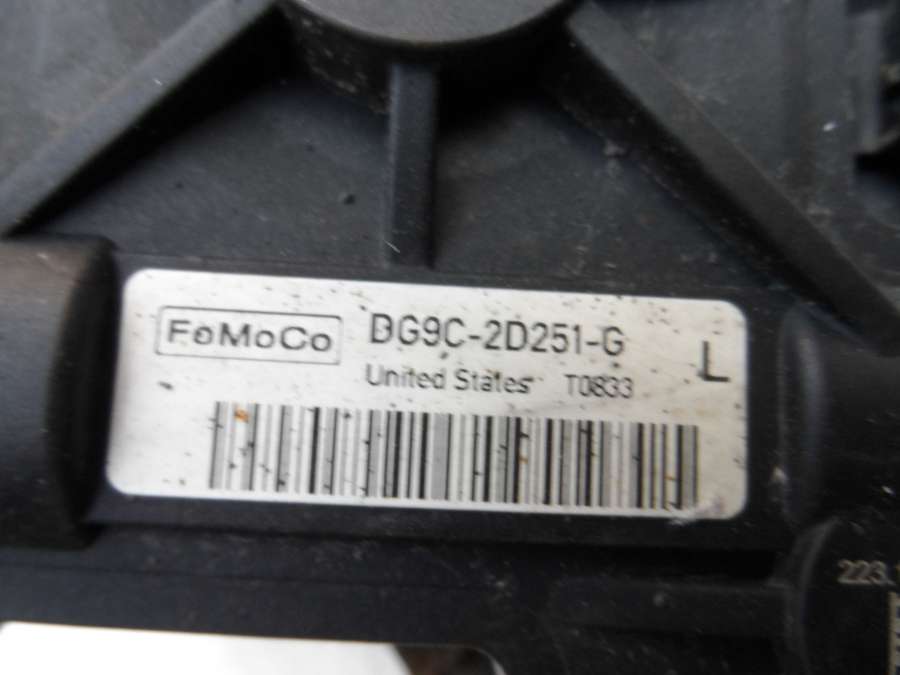 FoMoCo DG9C-2D251-G L
United States T0833
223.